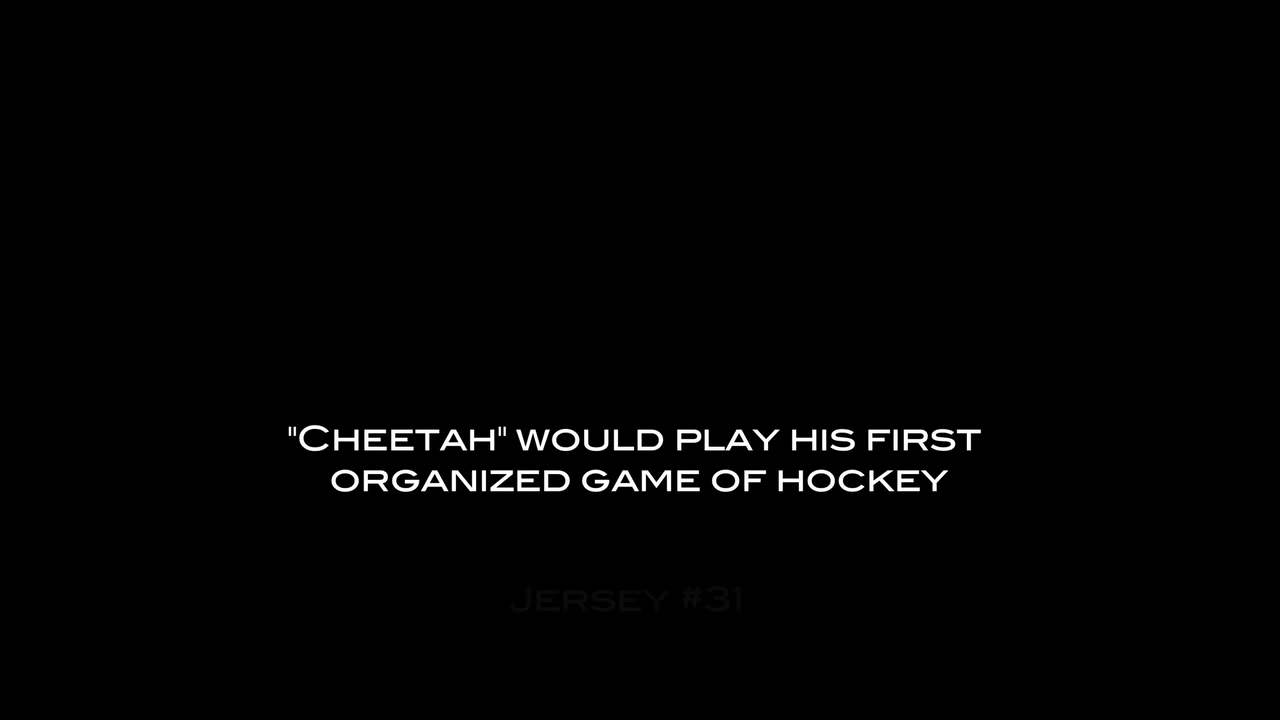 "Cheetah" would play his first
organized game of hockey
Jersey #31